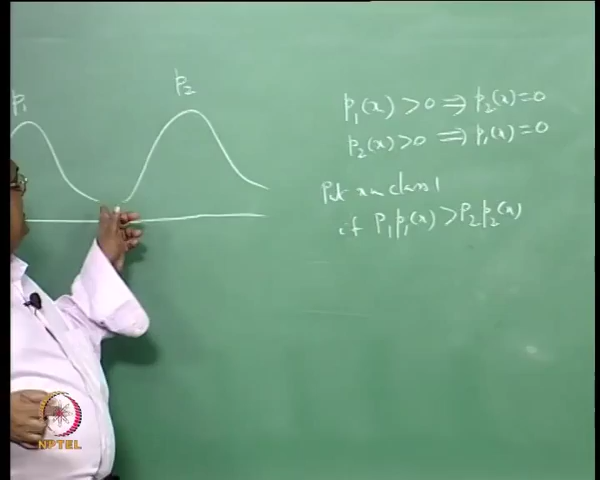 p₁
p₂
p₁(x) > 0 ⇒ p₂(x) = 0
p₂(x) > 0 ⇒ p₁(x) = 0
Put x in class 1
if P₁p₁(x) > P₂p₂(x)
NPTEL